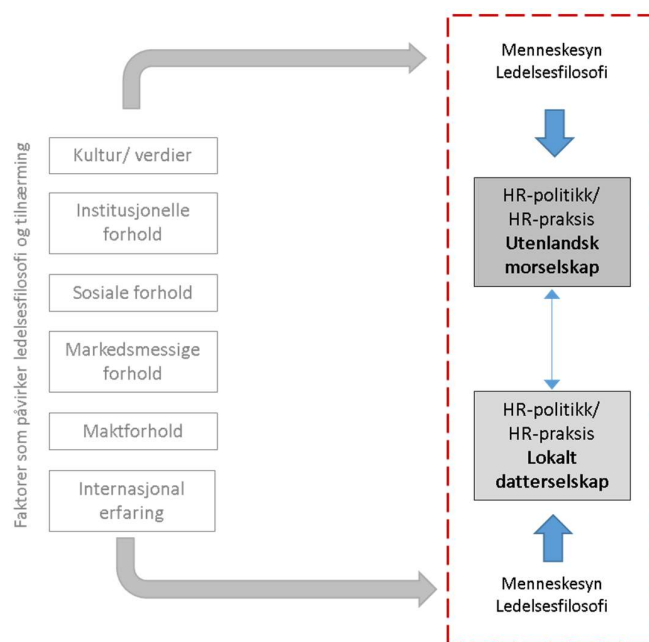 Faktorer som påvirker ledelsesfilosofi og tilnærming
Kultur/ verdier
Institusjonelle
forhold
Sosiale forhold
Markedsmessige
forhold
Maktforhold
Internasjonal
erfaring
Menneskesyn
Ledelsesfilosofi
HR-politikk/
HR-praksis
Utenlandsk
morselskap
HR-politikk/
HR-praksis
Lokalt
datterselskap
Menneskesyn
Ledelsesfilosofi